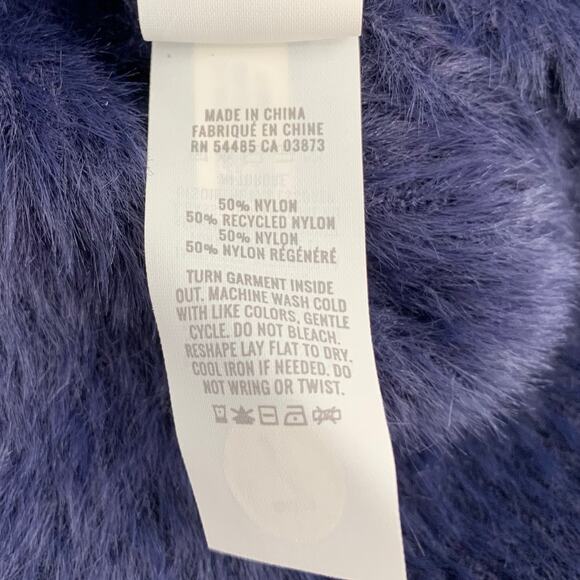 MADE IN CHINA
FABRIQUÉ EN CHINE
RN 54485 CA 03873
50% NYLON
50% RECYCLED NYLON
50% NYLON
50% NYLON RÉGÉNÉRÉ
TURN GARMENT INSIDE
OUT. MACHINE WASH COLD
WITH LIKE COLORS, GENTLE
CYCLE. DO NOT BLEACH.
RESHAPE LAY FLAT TO DRY.
COOL IRON IF NEEDED. DO
NOT WRING OR TWIST.